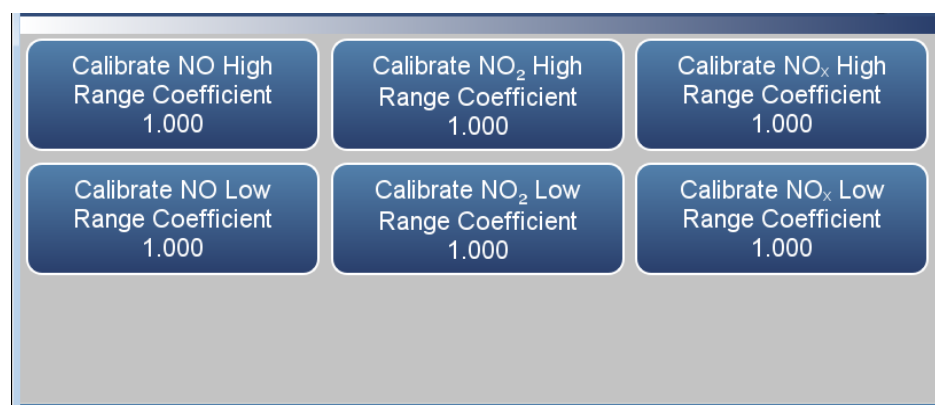 Calibrate NO High
Range Coefficient
1.000
Calibrate NO₂ High
Range Coefficient
1.000
Calibrate NOₓ High
Range Coefficient
1.000
Calibrate NO Low
Range Coefficient
1.000
Calibrate NO₂ Low
Range Coefficient
1.000
Calibrate NOₓ Low
Range Coefficient
1.000